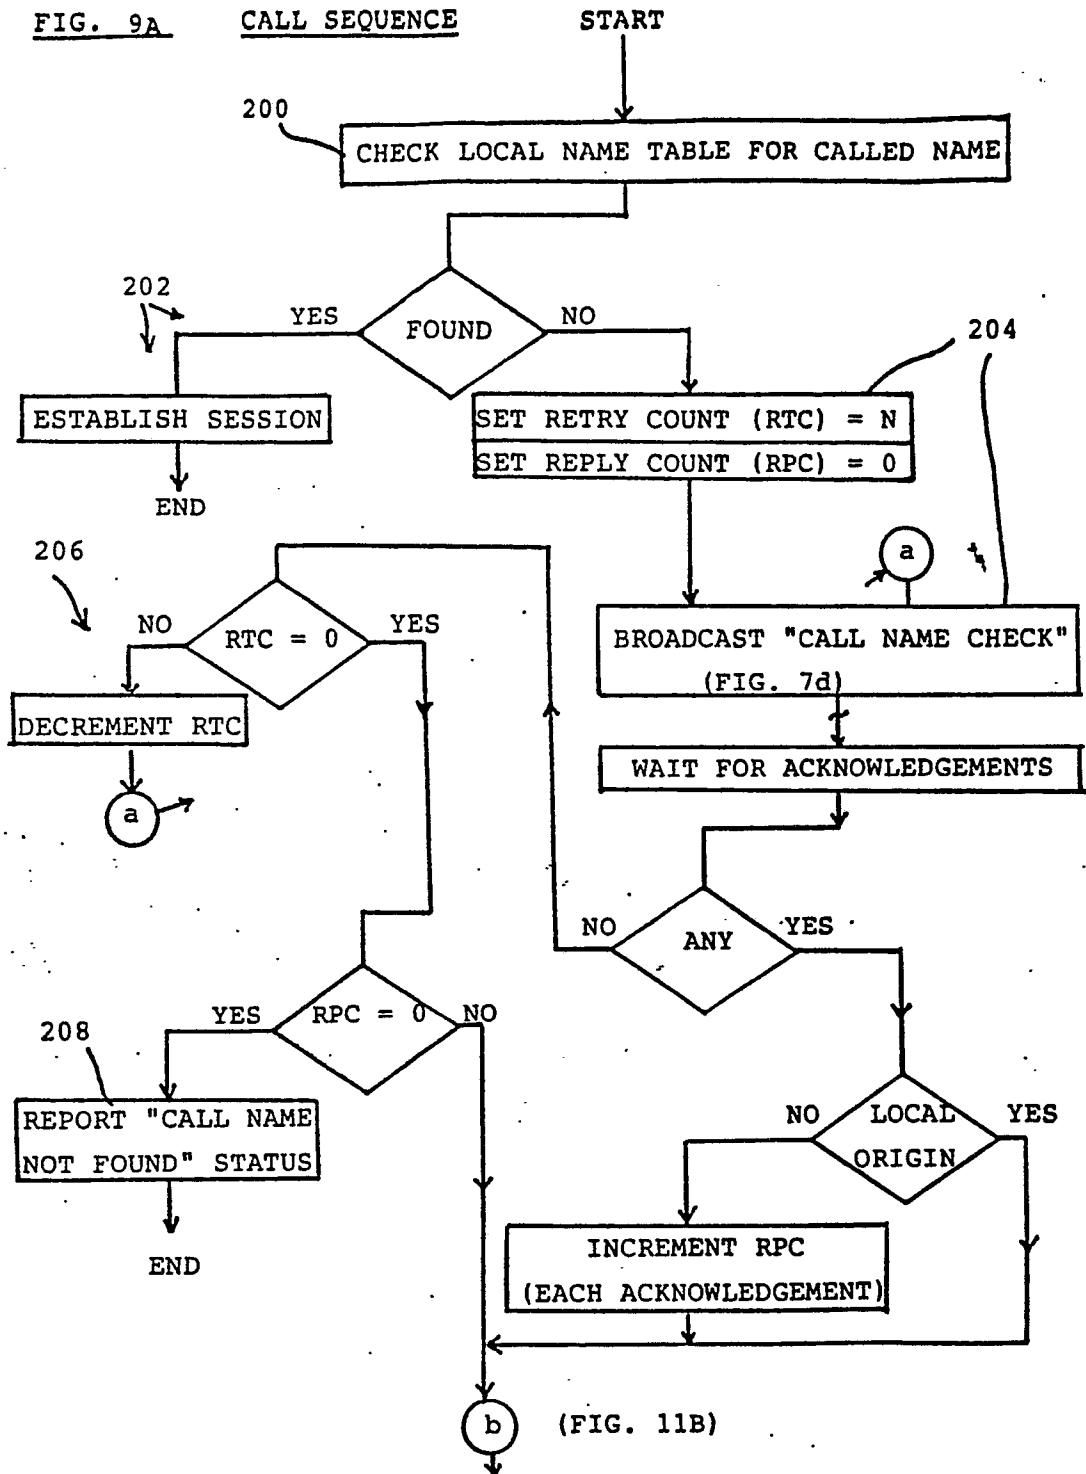 FIG. 9A CALL SEQUENCE START
200
CHECK LOCAL NAME TABLE FOR CALLED NAME
202
YES FOUND NO
204
ESTABLISH SESSION
SET RETRY COUNT (RTC) = N
SET REPLY COUNT (RPC) = 0
END
206
a
NO RTC = 0 YES
BROADCAST "CALL NAME CHECK"
(FIG. 7d)
DECREMENT RTC
WAIT FOR ACKNOWLEDGEMENTS
a
NO ANY YES
YES RPC = 0 NO
208
REPORT "CALL NAME
NOT FOUND" STATUS
NO LOCAL YES
ORIGIN
INCREMENT RPC
(EACH ACKNOWLEDGEMENT)
END
b (FIG. 11B)